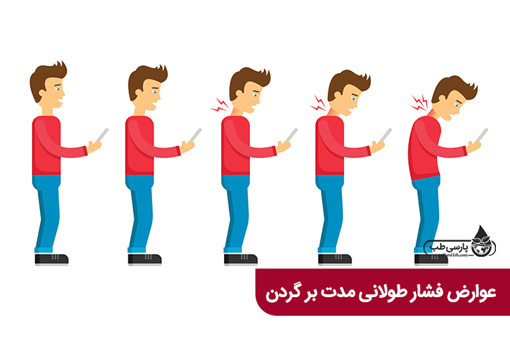 پارسی طب
عوارض فشار طولانی مدت بر گردن